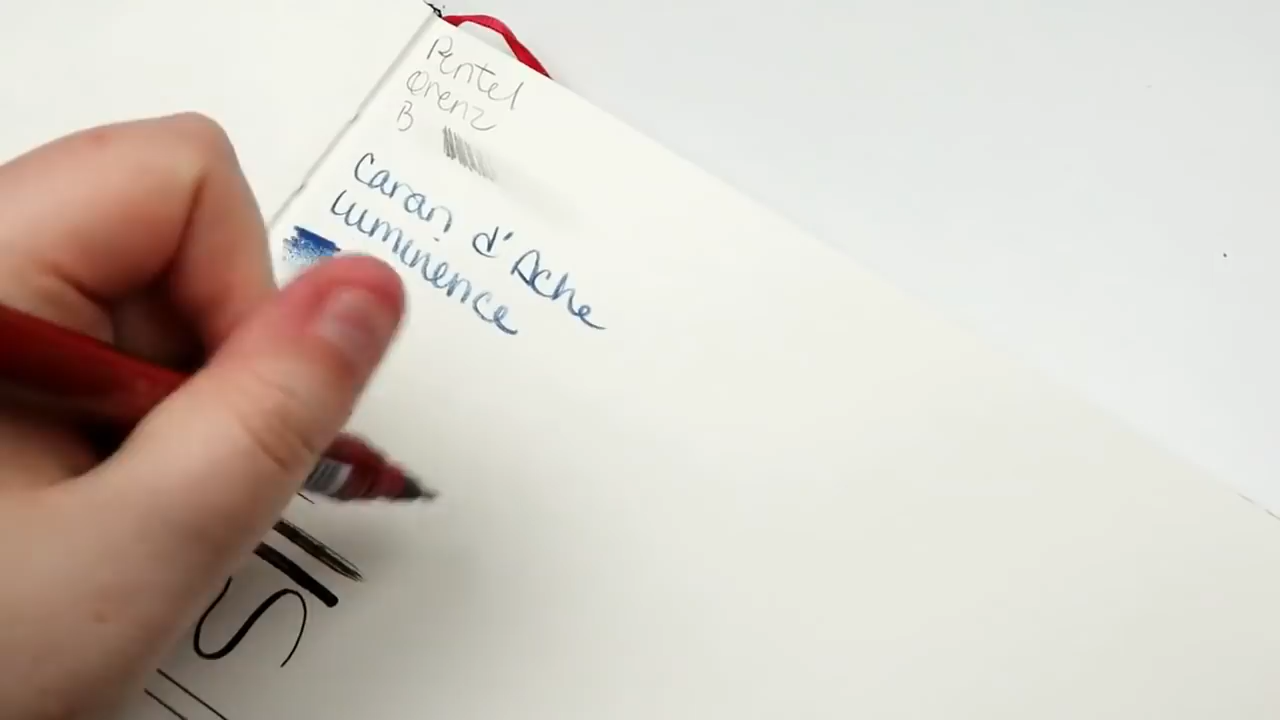 Pentel
Orenz
B
Caran d'Ache
Luminence